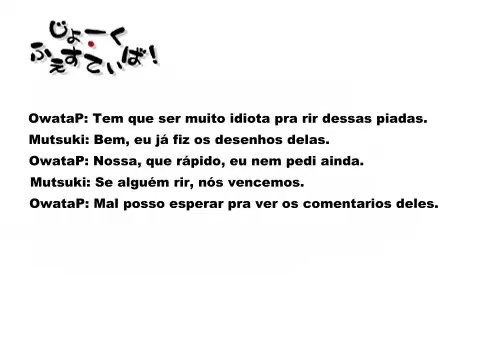 じょーく
ふぇすてぃば!
OwataP: Tem que ser muito idiota pra rir dessas piadas.
Mutsuki: Bem, eu já fiz os desenhos delas.
OwataP: Nossa, que rápido, eu nem pedi ainda.
Mutsuki: Se alguém rir, nós vencemos.
OwataP: Mal posso esperar pra ver os comentarios deles.